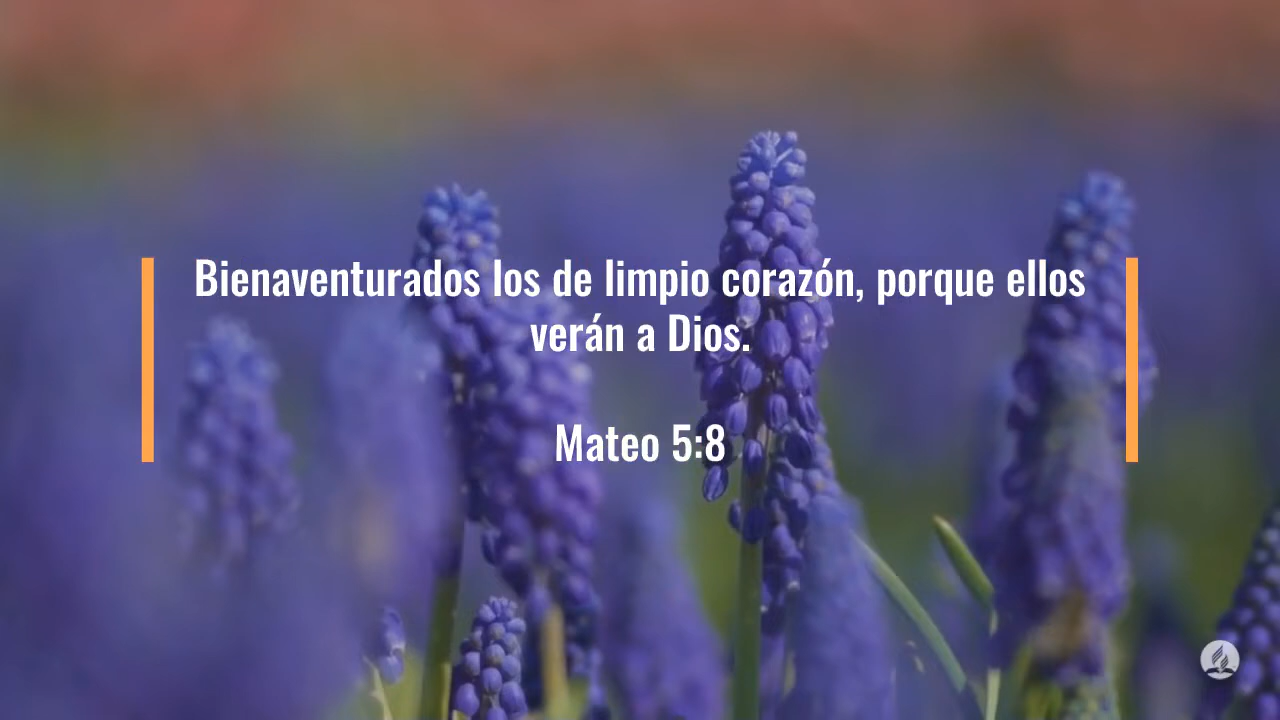 Bienaventurados los de limpio corazón, porque ellos
verán a Dios.
Mateo 5:8